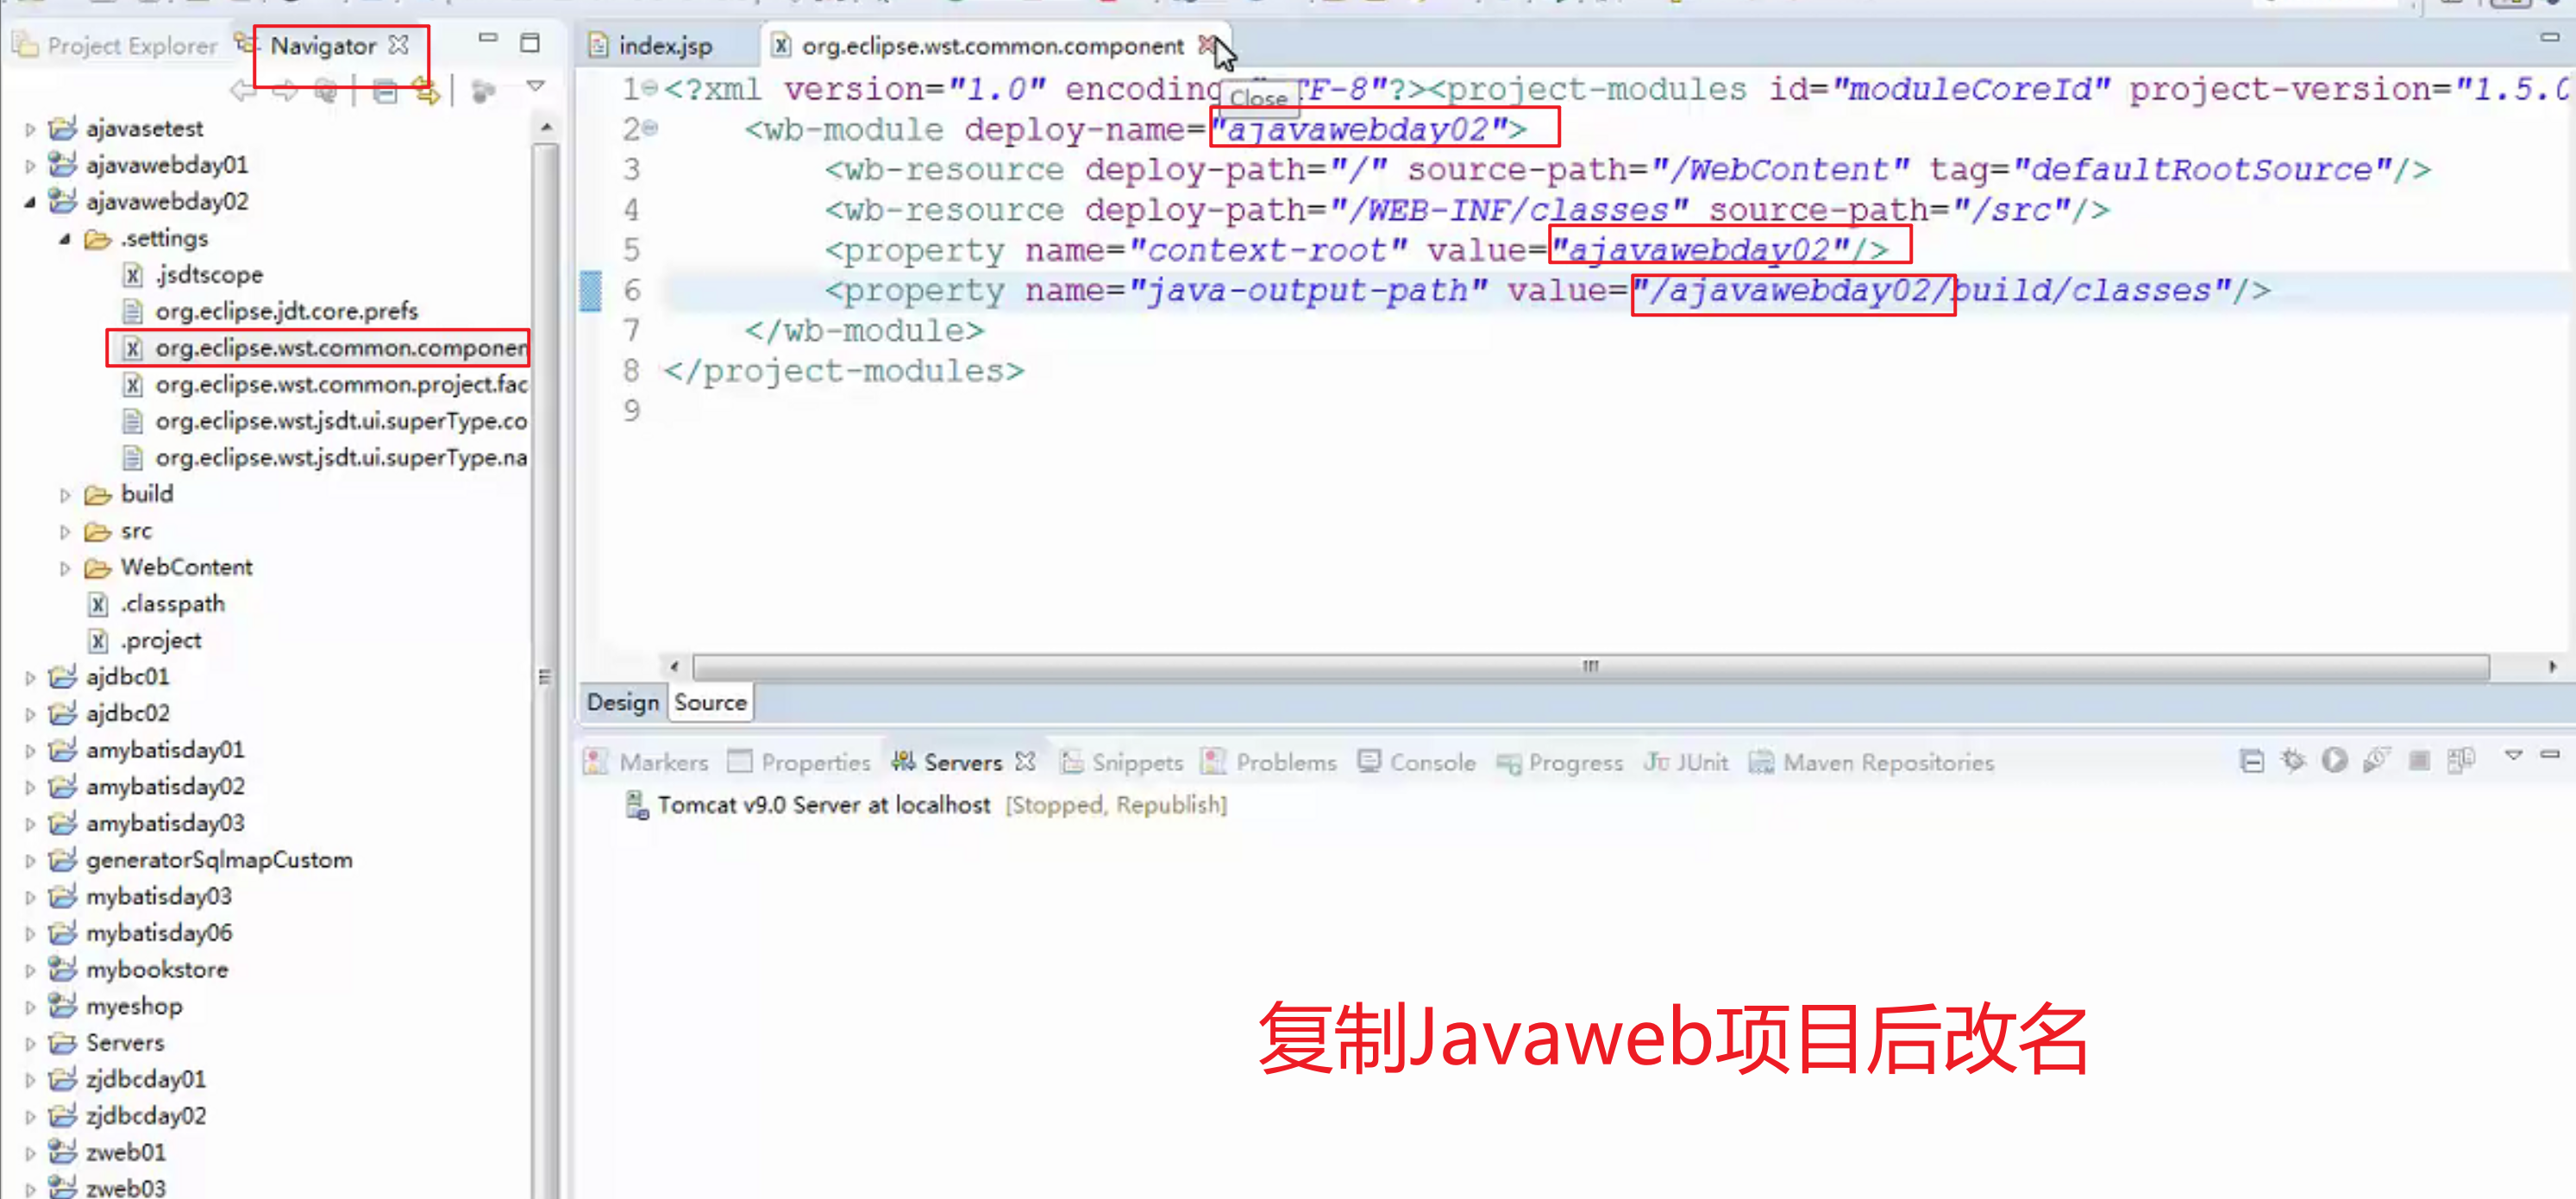 Project Explorer
Navigator
ajavasetest
ajavawebday01
ajavawebday02
.settings
.jsdtscope
org.eclipse.jdt.core.prefs
org.eclipse.wst.common.componen
org.eclipse.wst.common.project.fac
org.eclipse.wst.jsdt.ui.superType.co
org.eclipse.wst.jsdt.ui.superType.na
build
src
WebContent
.classpath
.project
ajdbc01
ajdbc02
amybatisday01
amybatisday02
amybatisday03
generatorSqlmapCustom
mybatisday03
mybatisday06
mybookstore
myeshop
Servers
zjdbcday01
zjdbcday02
zweb01
zweb03
index.jsp
org.eclipse.wst.common.component
1 <?xml version="1.0" encoding TF-8"?><project-modules id="moduleCoreId" project-version="1.5.0
Close
2 <wb-module deploy-name="ajavawebday02">
3 <wb-resource deploy-path="/" source-path="/WebContent" tag="defaultRootSource"/>
4 <wb-resource deploy-path="/WEB-INF/classes" source-path="/src"/>
5 <property name="context-root" value="ajavawebday02"/>
6 <property name="java-output-path" value="/ajavawebday02/build/classes"/>
7 </wb-module>
8 </project-modules>
9
Design Source
Markers Properties Servers Snippets Problems Console Progress JUnit Maven Repositories
Tomcat v9.0 Server at localhost [Stopped, Republish]
复制Javaweb项目后改名